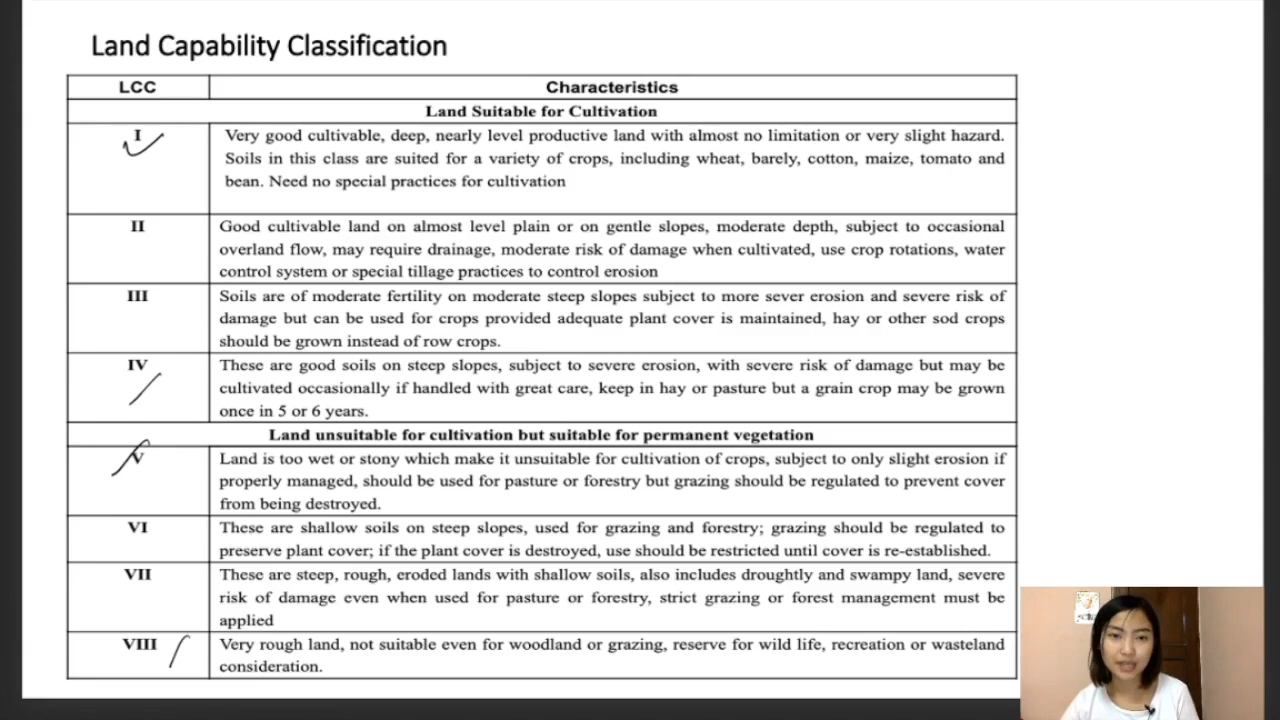 Land Capability Classification
LCC Characteristics
Land Suitable for Cultivation
I Very good cultivable, deep, nearly level productive land with almost no limitation or very slight hazard.
Soils in this class are suited for a variety of crops, including wheat, barely, cotton, maize, tomato and
bean. Need no special practices for cultivation
II Good cultivable land on almost level plain or on gentle slopes, moderate depth, subject to occasional
overland flow, may require drainage, moderate risk of damage when cultivated, use crop rotations, water
control system or special tillage practices to control erosion
III Soils are of moderate fertility on moderate steep slopes subject to more sever erosion and severe risk of
damage but can be used for crops provided adequate plant cover is maintained, hay or other sod crops
should be grown instead of row crops.
IV These are good soils on steep slopes, subject to severe erosion, with severe risk of damage but may be
cultivated occasionally if handled with great care, keep in hay or pasture but a grain crop may be grown
once in 5 or 6 years.
Land unsuitable for cultivation but suitable for permanent vegetation
V Land is too wet or stony which make it unsuitable for cultivation of crops, subject to only slight erosion if
properly managed, should be used for pasture or forestry but grazing should be regulated to prevent cover
from being destroyed.
VI These are shallow soils on steep slopes, used for grazing and forestry; grazing should be regulated to
preserve plant cover; if the plant cover is destroyed, use should be restricted until cover is re-established.
VII These are steep, rough, eroded lands with shallow soils, also includes droughtly and swampy land, severe
risk of damage even when used for pasture or forestry, strict grazing or forest management must be
applied
VIII Very rough land, not suitable even for woodland or grazing, reserve for wild life, recreation or wasteland
consideration.